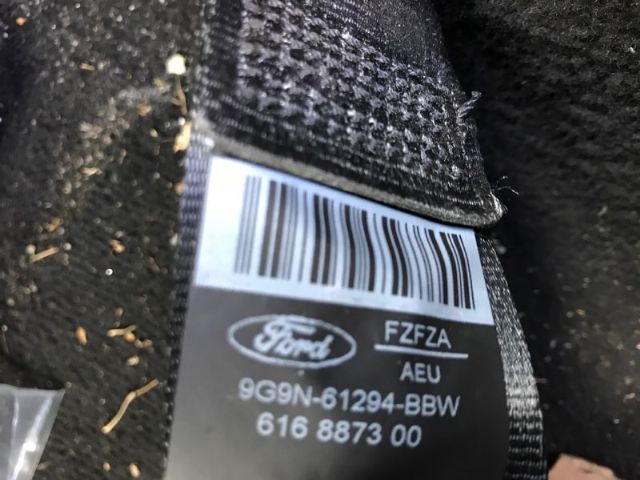 Ford
FZFZA
AEU
9G9N-61294-BBW
616 8873 00